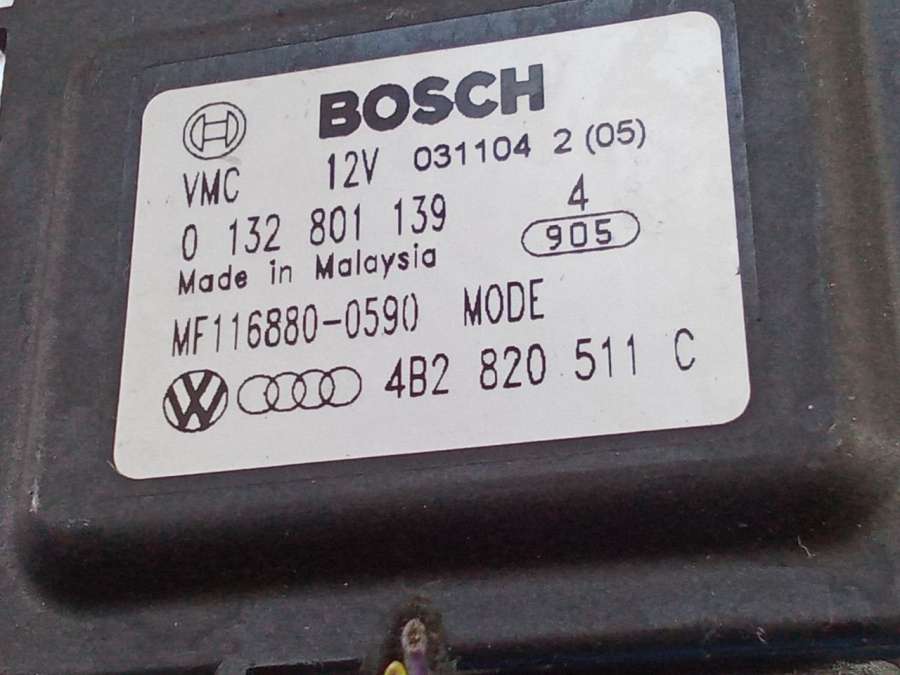 BOSCH
VMC 12V 031104 2 (05)
0 132 801 139 4
905
Made in Malaysia
MF116880-0590 MODE
VW 4B2 820 511 C